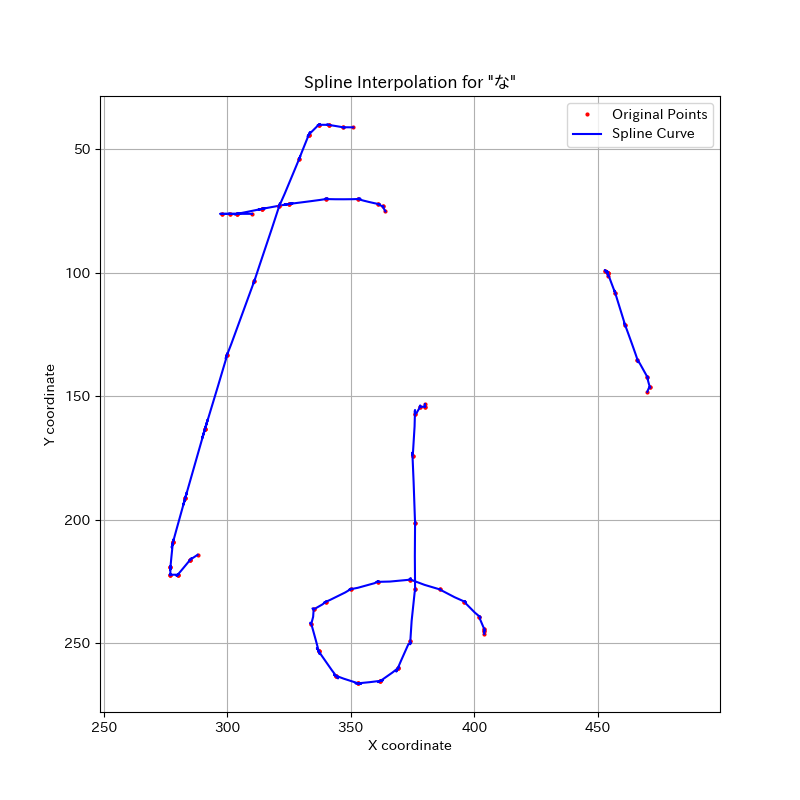 Spline Interpolation for "な"
Original Points
Spline Curve
Y coordinate
50
100
150
200
250
250 300 350 400 450
X coordinate
な